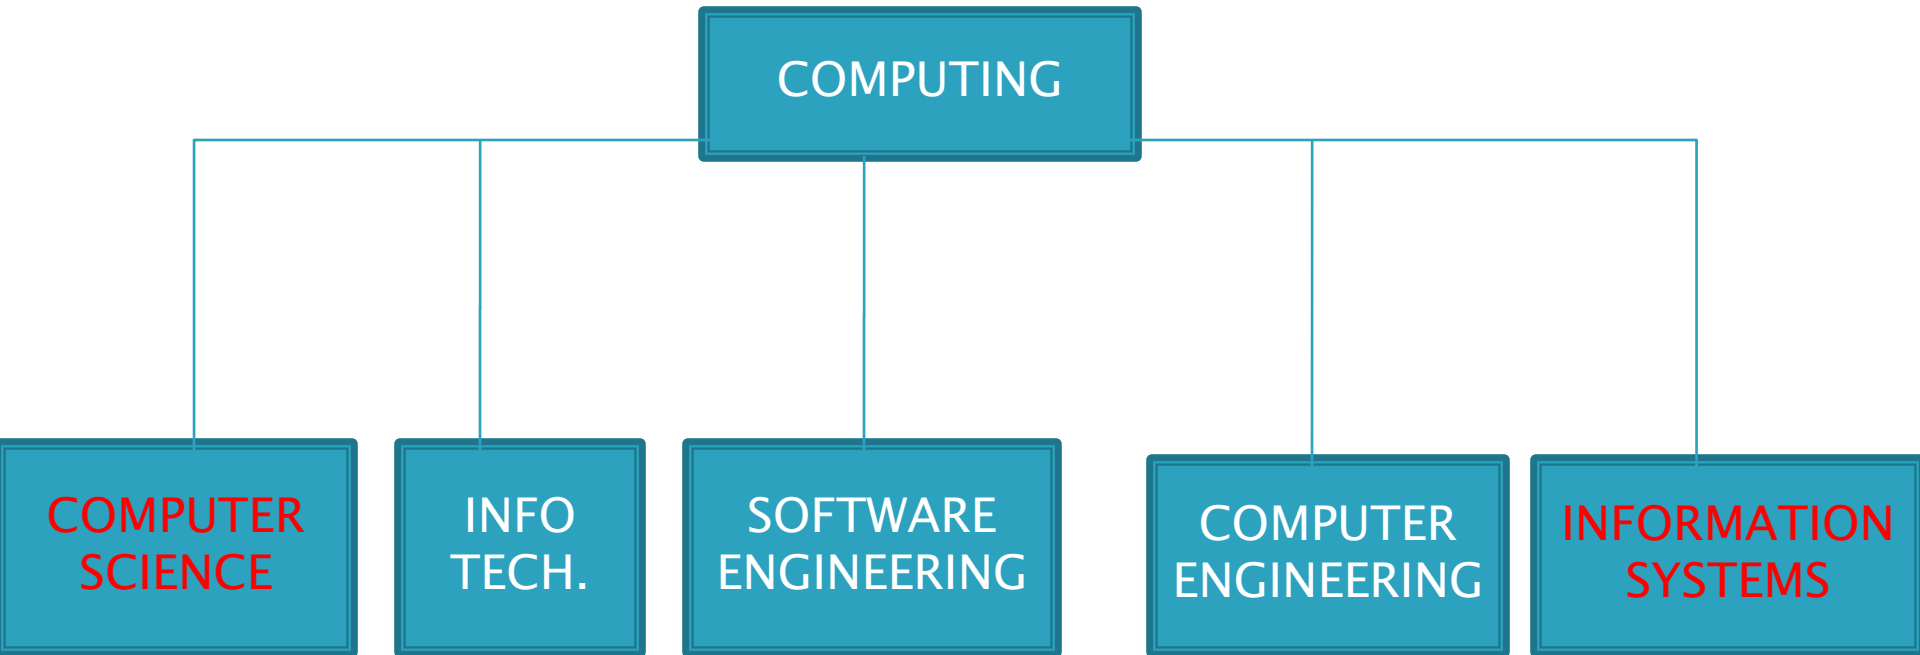 COMPUTING
COMPUTER
SCIENCE
INFO
TECH.
SOFTWARE
ENGINEERING
COMPUTER
ENGINEERING
INFORMATION
SYSTEMS